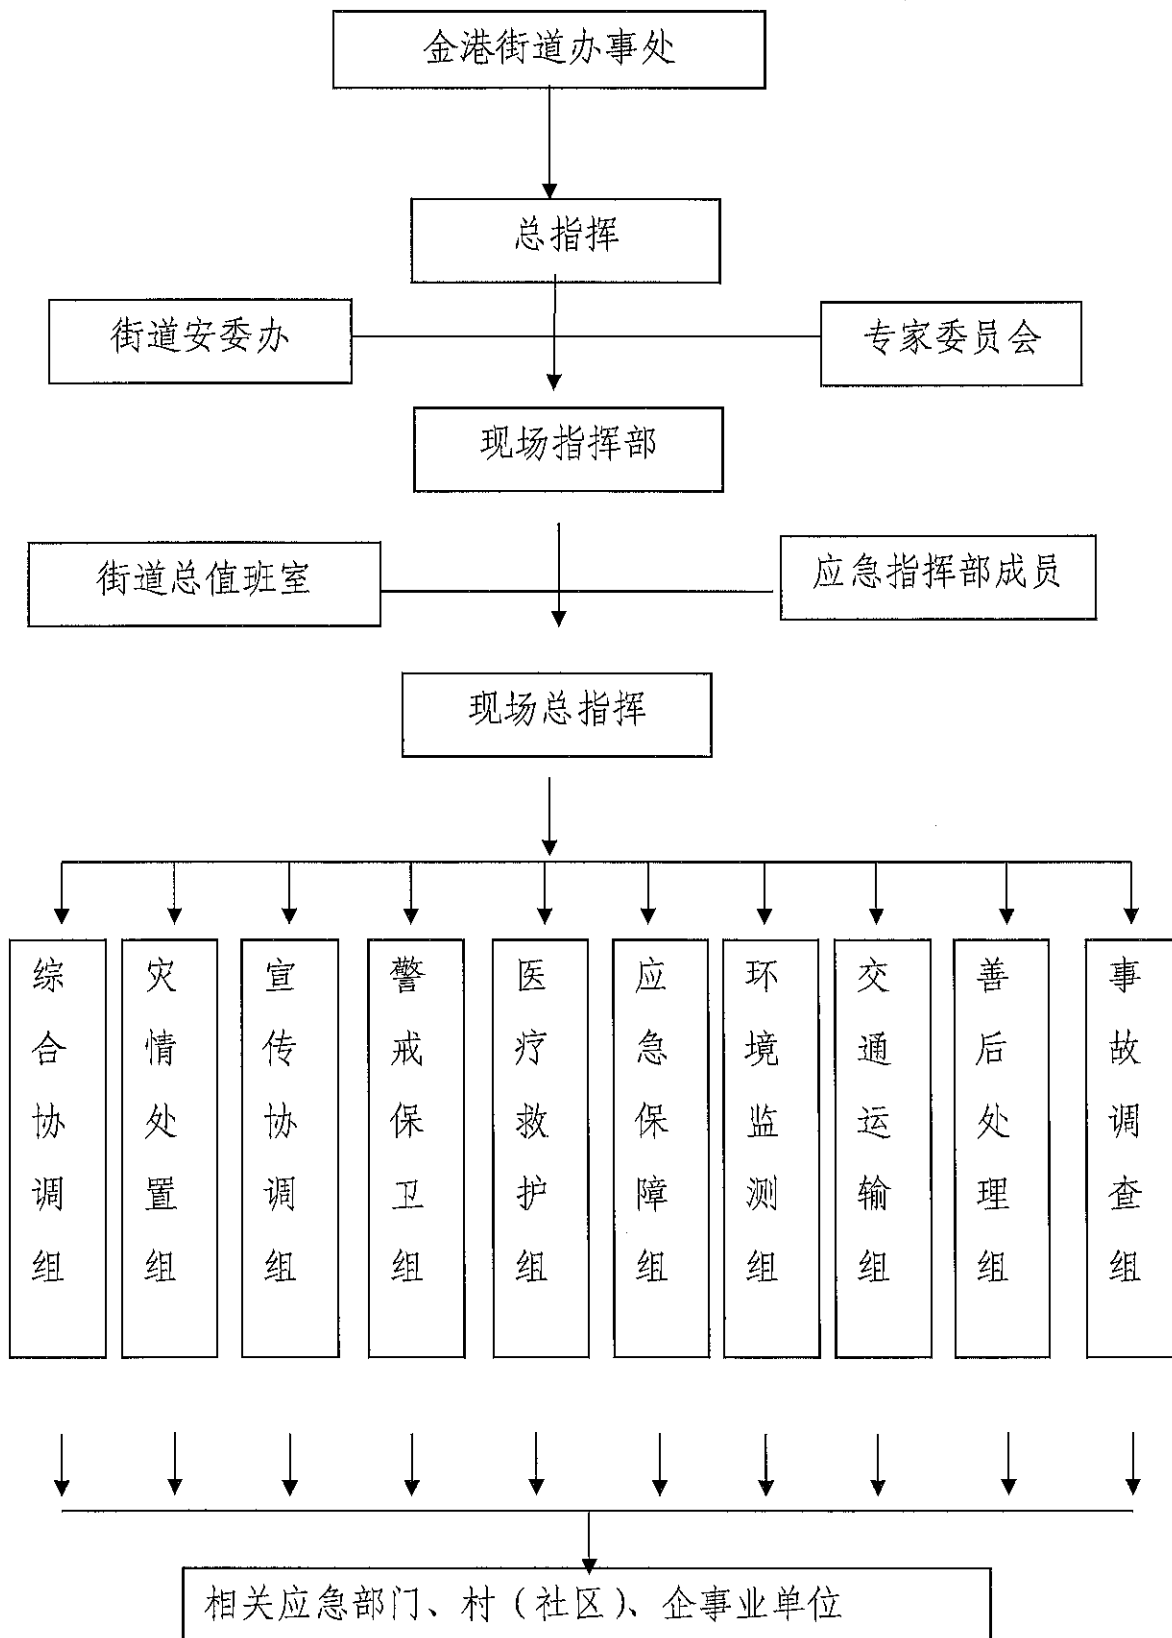 金港街道办事处
总指挥
街道安委办
专家委员会
现场指挥部
街道总值班室
应急指挥部成员
现场总指挥
综合协调组
灾情处置组
宣传协调组
警戒保卫组
医疗救护组
应急保障组
环境监测组
交通运输组
善后处理组
事故调查组
相关应急部门、村（社区）、企事业单位